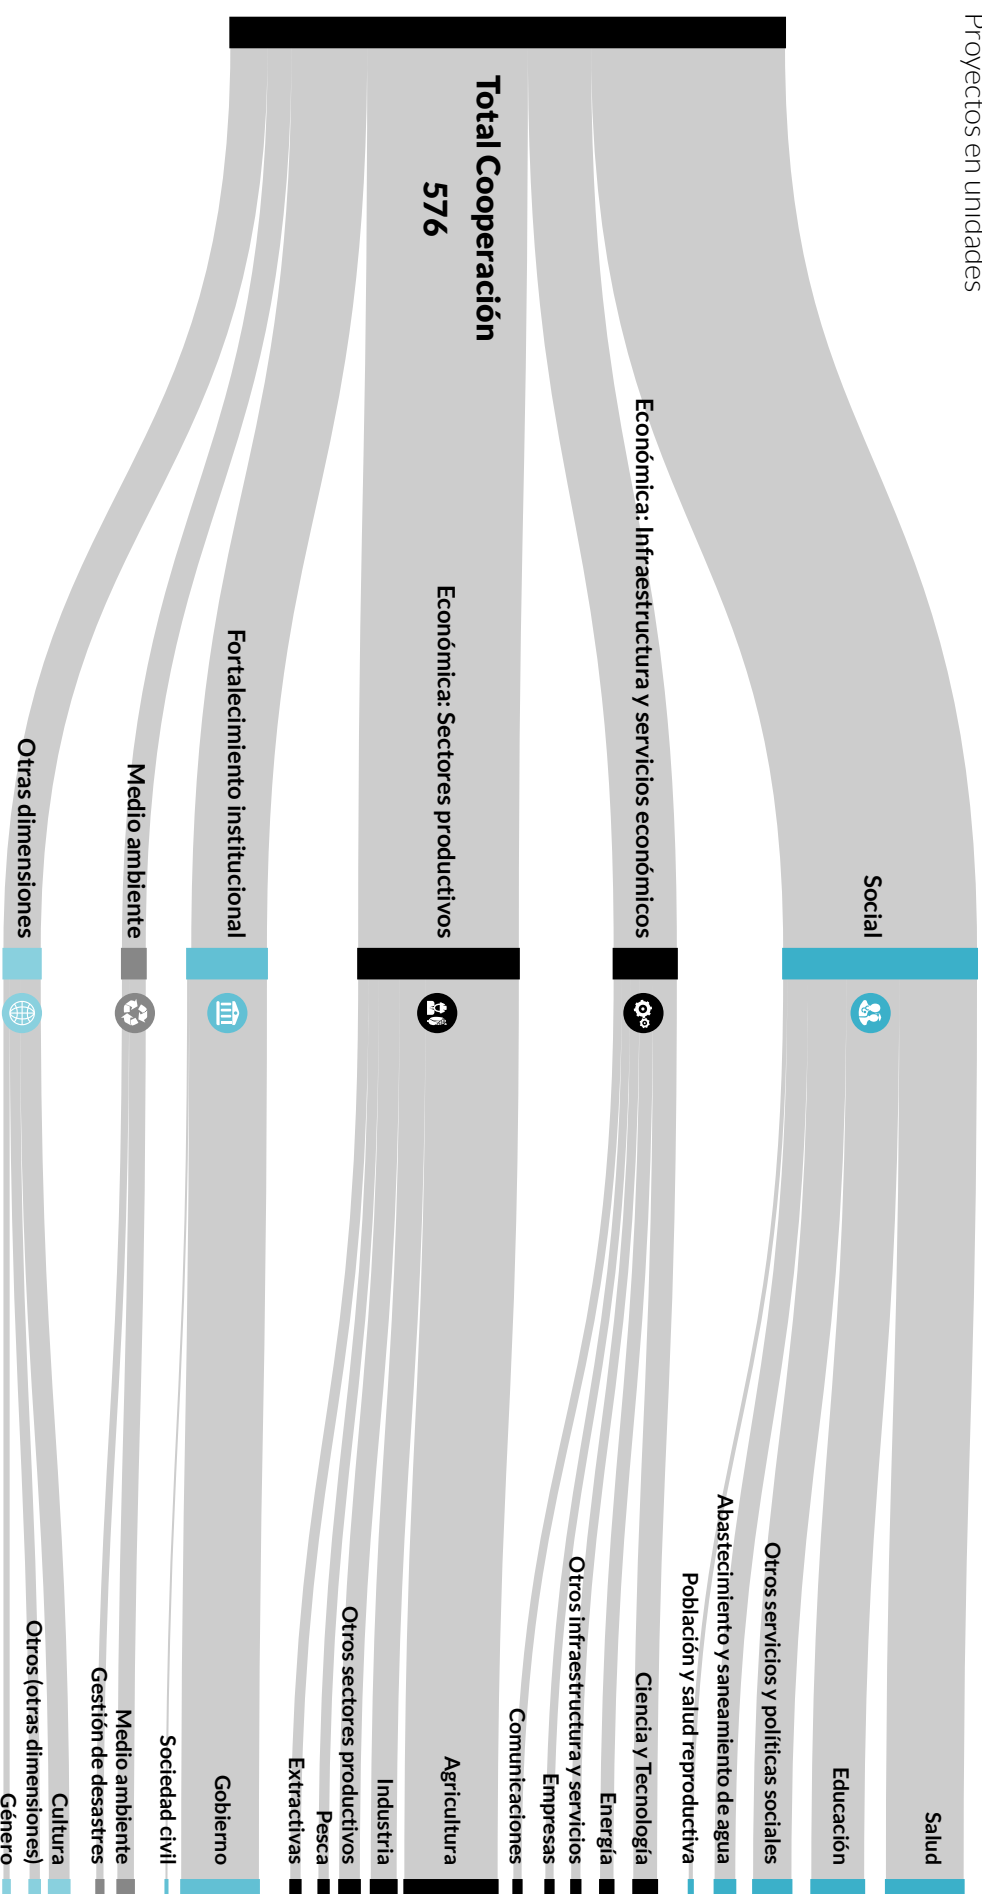 Proyectos en unidades
Total Cooperación
576
Social
Económica: Infraestructura y servicios económicos
Económica: Sectores productivos
Fortalecimiento institucional
Medio ambiente
Otras dimensiones
Salud
Educación
Otros servicios y políticas sociales
Abastecimiento y saneamiento de agua
Población y salud reproductiva
Ciencia y Tecnología
Energía
Otros infraestructura y servicios
Empresas
Comunicaciones
Agricultura
Industria
Otros sectores productivos
Pesca
Extractivas
Gobierno
Sociedad civil
Medio ambiente
Gestión de desastres
Cultura
Otros (otras dimensiones)
Género